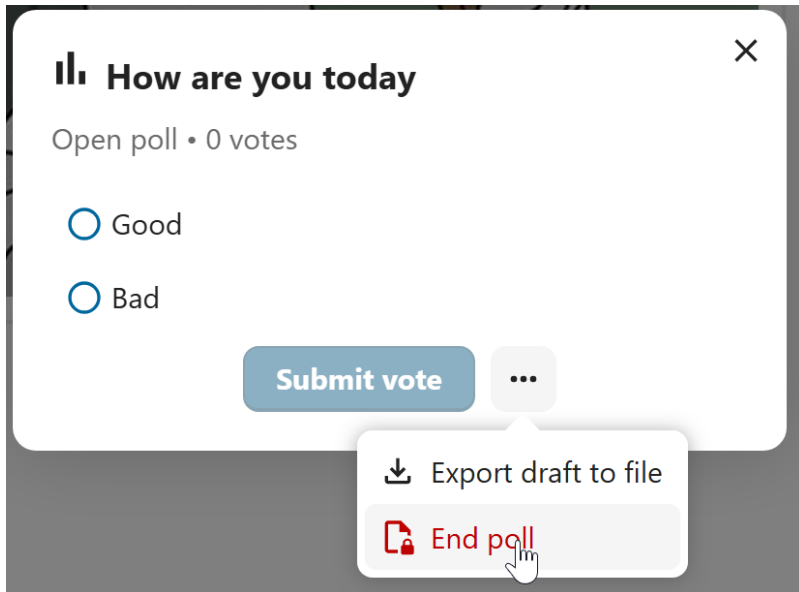 How are you today
Open poll • 0 votes
Good
Bad
Submit vote
Export draft to file
End poll